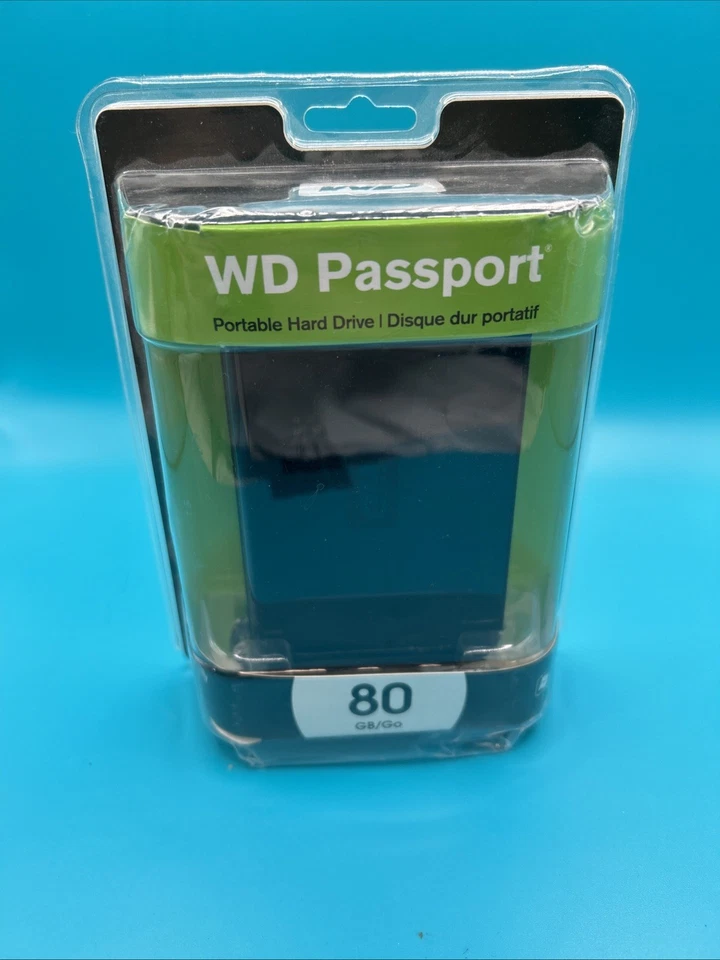 WD Passport®
Portable Hard Drive | Disque dur portatif
80
GB/Go